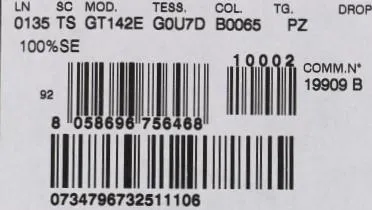 LN SC MOD. TESS. COL. TG. DROP
0135 TS GT142E G0U7D B0065 PZ
100%SE
10002
COMM.N°
19909 B
92
8 058696 756468
0734796732511106